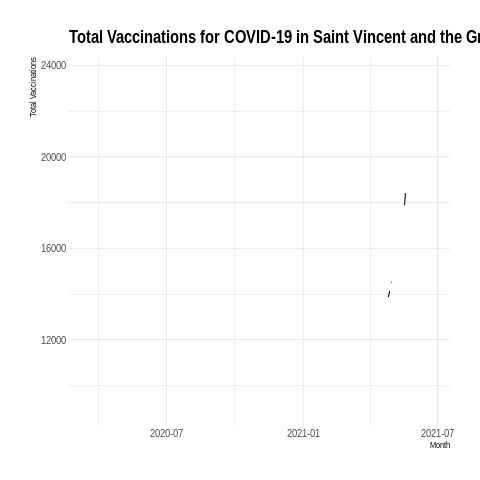 Total Vaccinations for COVID-19 in Saint Vincent and the Gr
Total Vaccinations
24000
20000
16000
12000
2020-07 2021-01 2021-07
Month